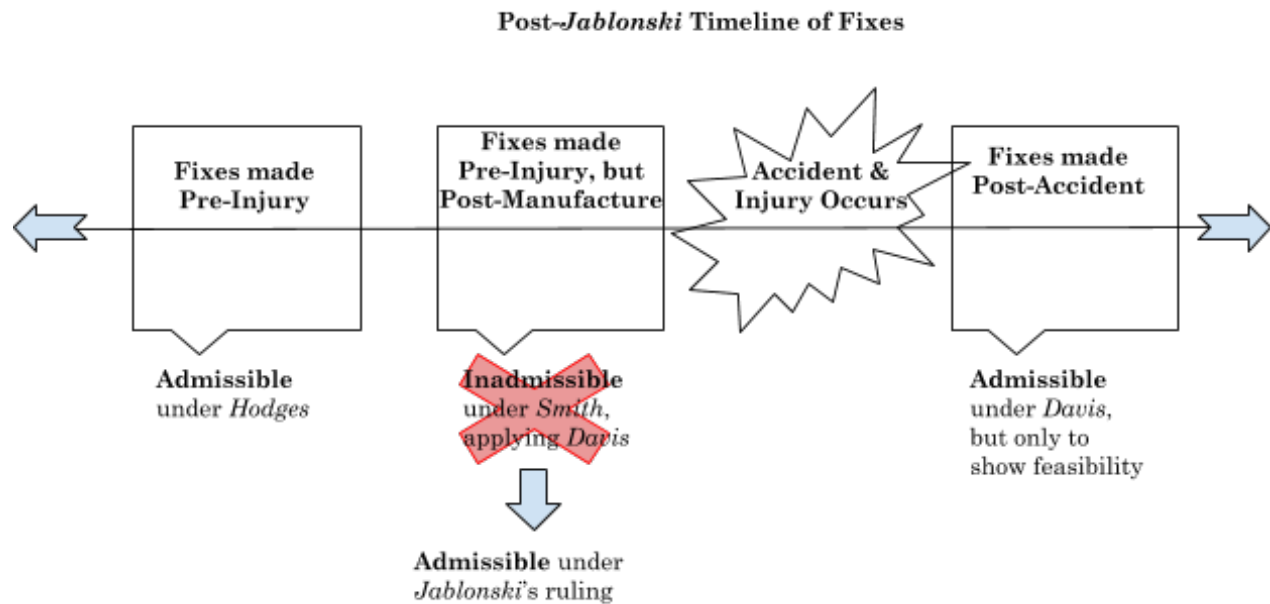 Post-Jablonski Timeline of Fixes
Fixes made
Pre-Injury
Fixes made
Pre-Injury, but
Post-Manufacture
Accident &
Injury Occurs
Fixes made
Post-Accident
Admissible
under Hodges
Inadmissible
under Smith,
applying Davis
Admissible
under Davis,
but only to
show feasibility
Admissible under
Jablonski's ruling